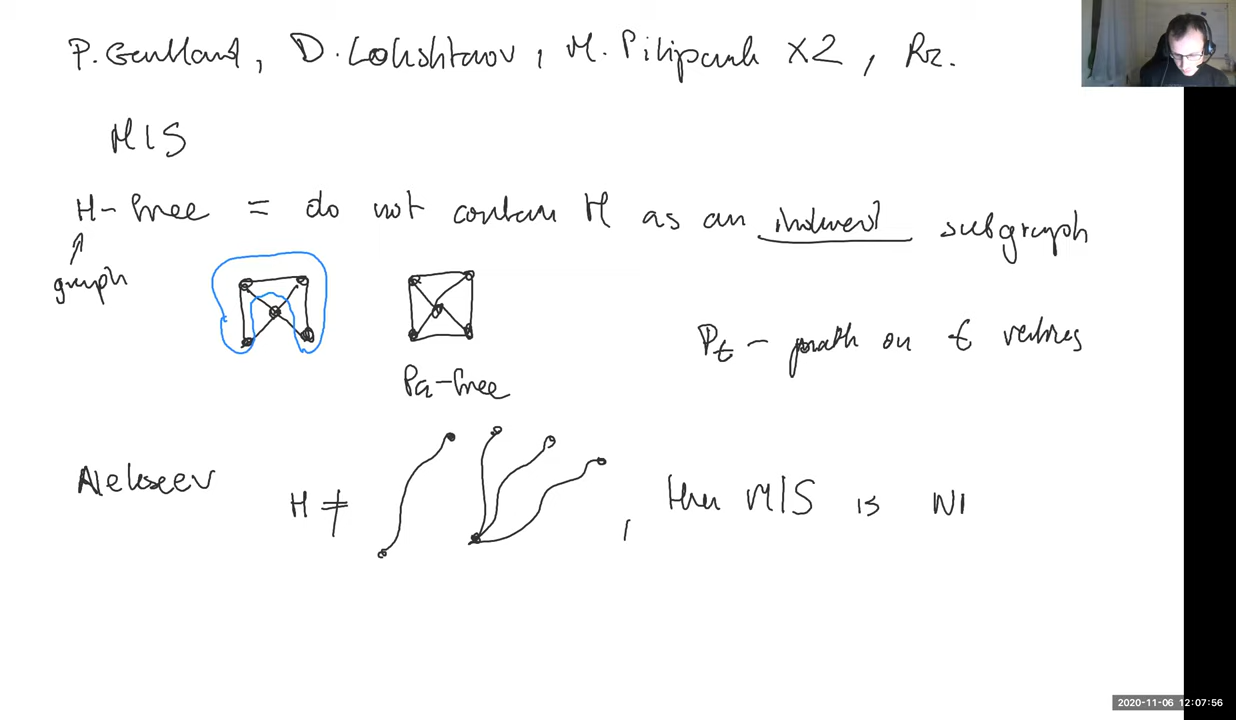 P. Gartland, D. Lokshtanov, M. Pilipczuk X2, Rz.
MIS
H-free = do not contain H as an induced subgraph
graph
Pt - path on t vertices
P4-free
Alekseev H ≠ , then MIS is NP
2020-11-06 12:07:56